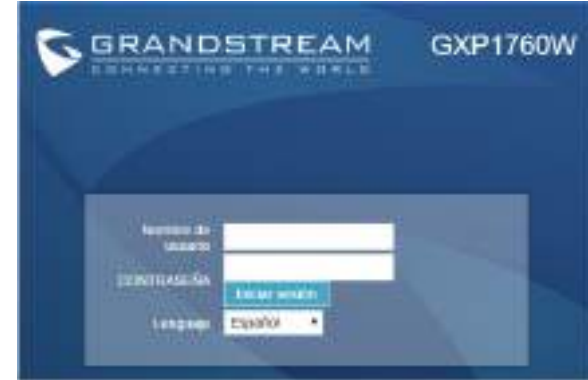 GRANDSTREAM
CONNECTING THE WORLD
GXP1760W
Nombre de
usuario
CONTRASEÑA
Iniciar sesión
Lenguaje
Español